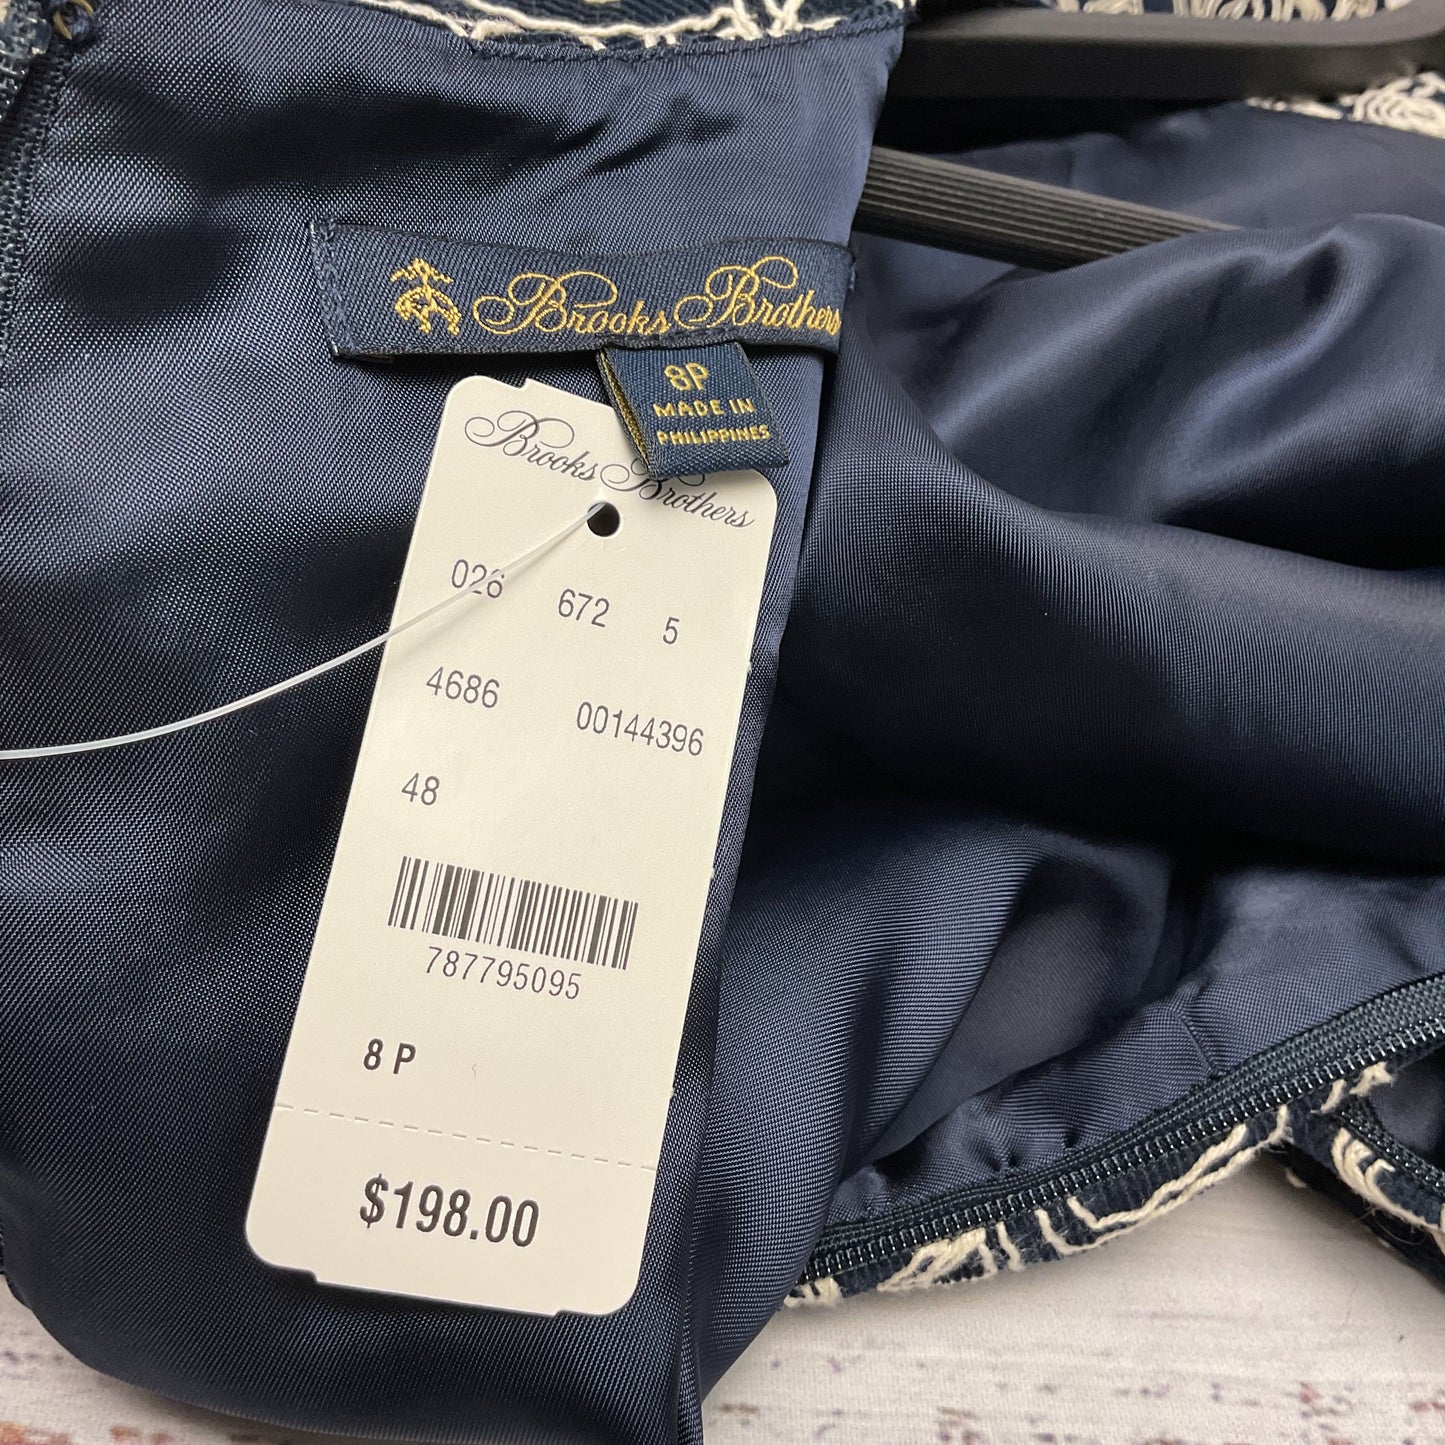 Brooks Brothers
8P
MADE IN
PHILIPPINES
Brooks Brothers
026 672 5
4686 00144396
48
787795095
8 P
$198.00